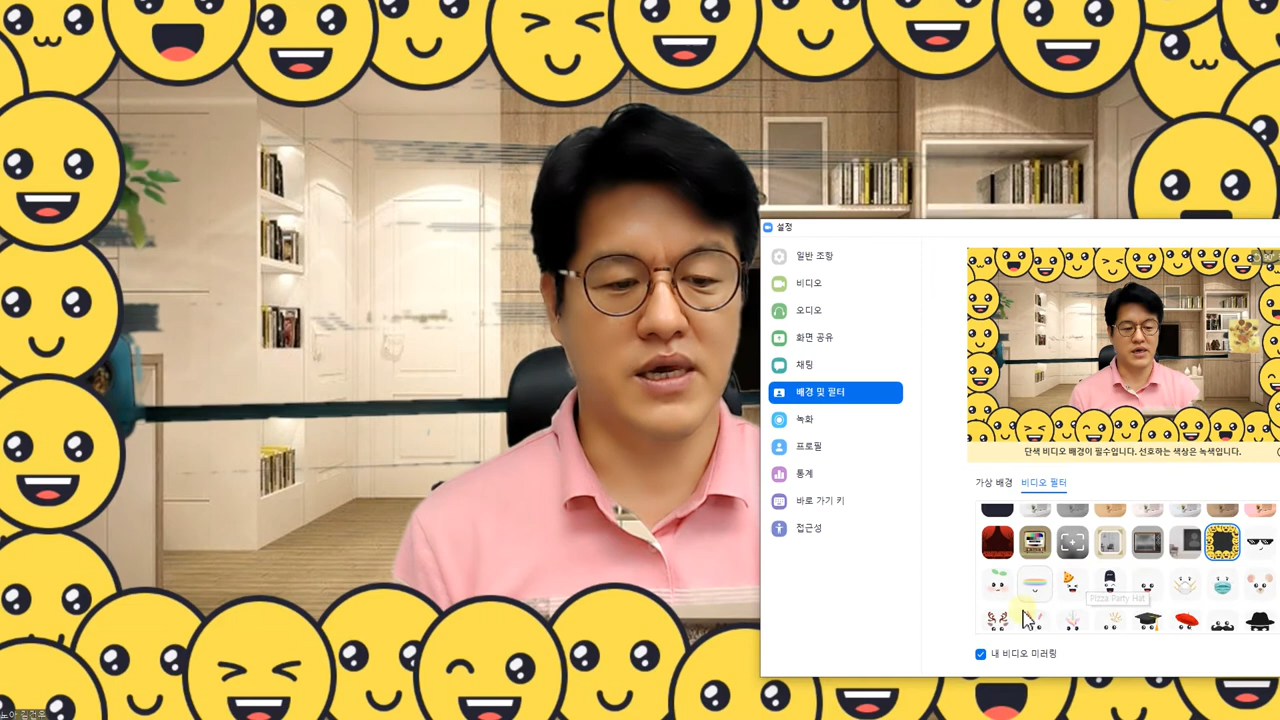 설정
일반 조항
비디오
오디오
화면 공유
채팅
배경 및 필터
녹화
프로필
통계
바로 가기 키
접근성
90°
단색 비디오 배경이 필수입니다. 선호하는 색상은 녹색입니다.
가상 배경
비디오 필터
Pizza Party Hat
내 비디오 미러링